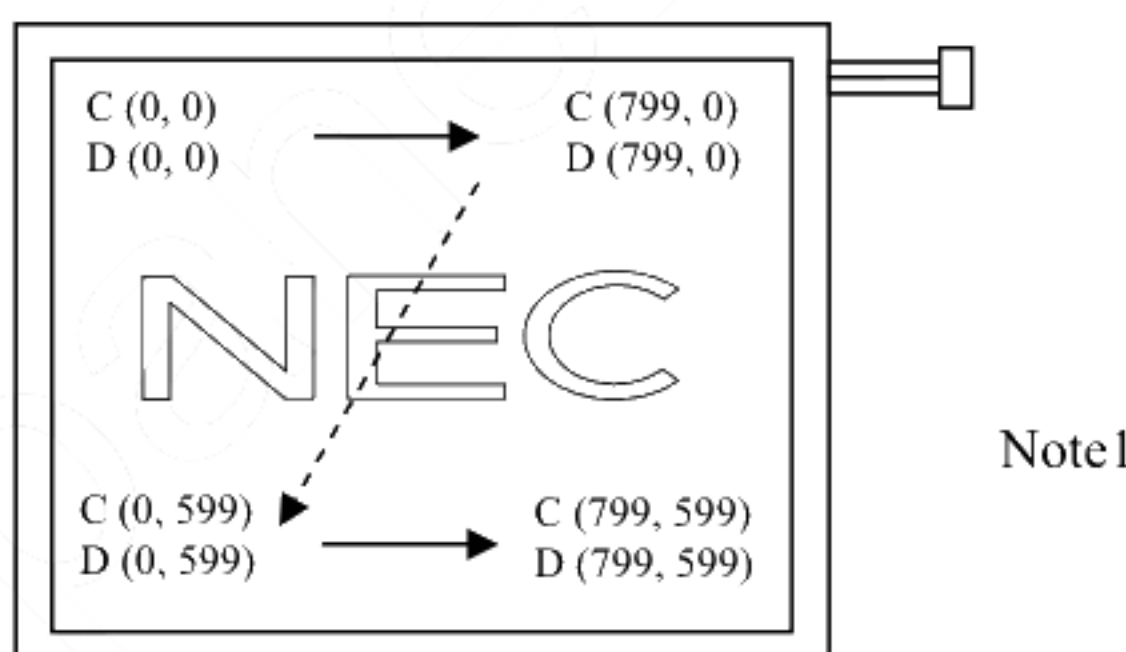 C (0, 0)
D (0, 0)
C (799, 0)
D (799, 0)
NEC
C (0, 599)
D (0, 599)
C (799, 599)
D (799, 599)
Note1